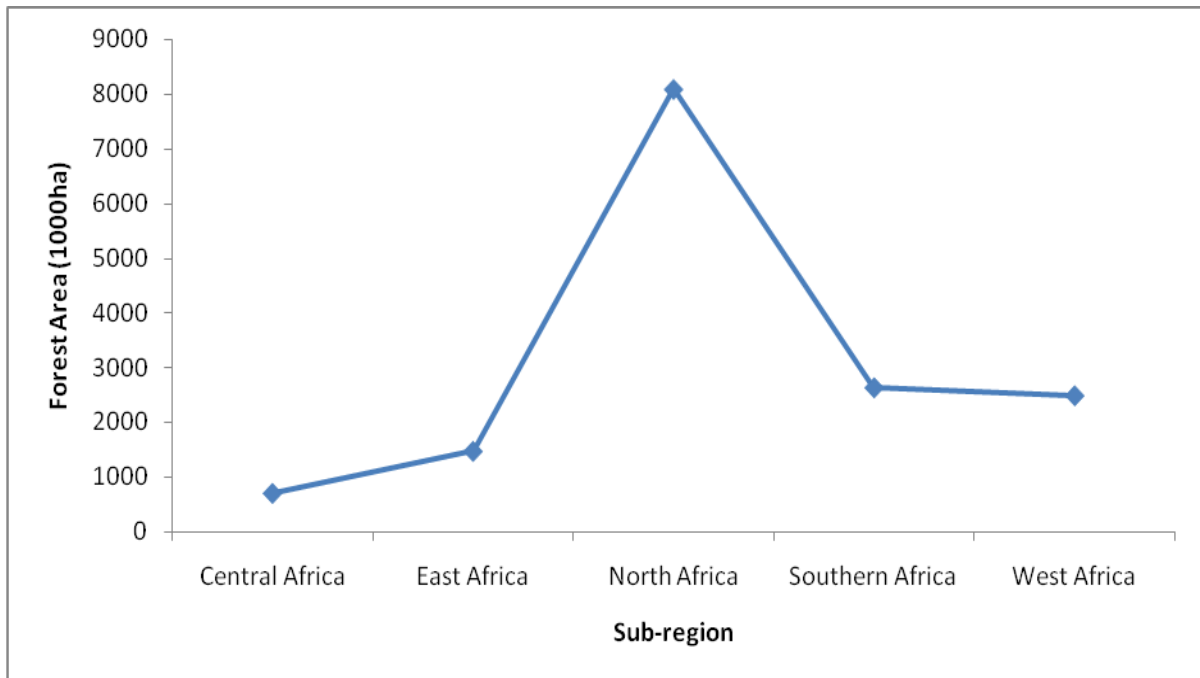 9000
8000
7000
6000
5000
4000
3000
2000
1000
0
Forest Area (1000ha)
Central Africa
East Africa
North Africa
Southern Africa
West Africa
Sub-region